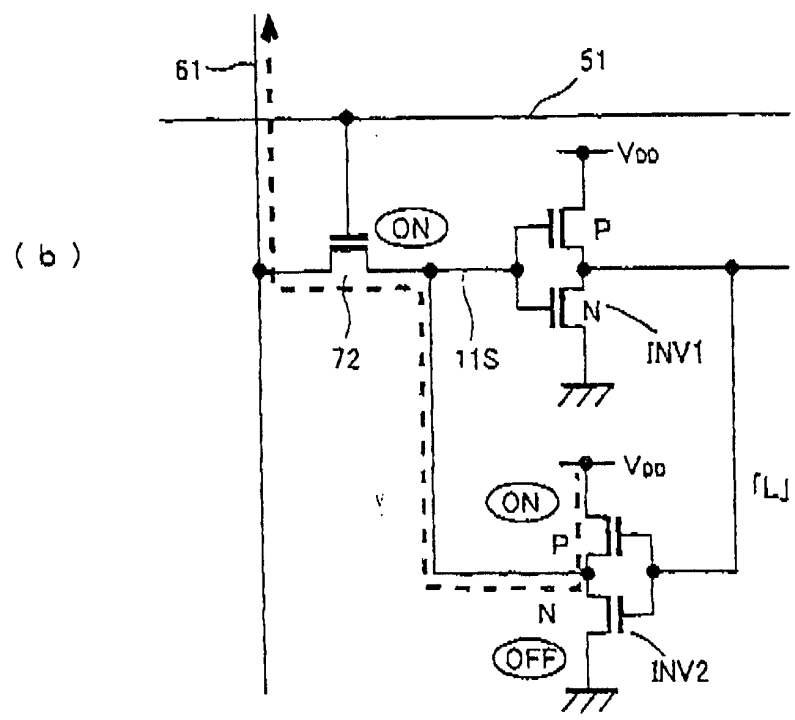 61
51
VDD
ON
P
( b )
N
72
11S
INV1
VDD
「L」
ON
P
N
OFF
INV2